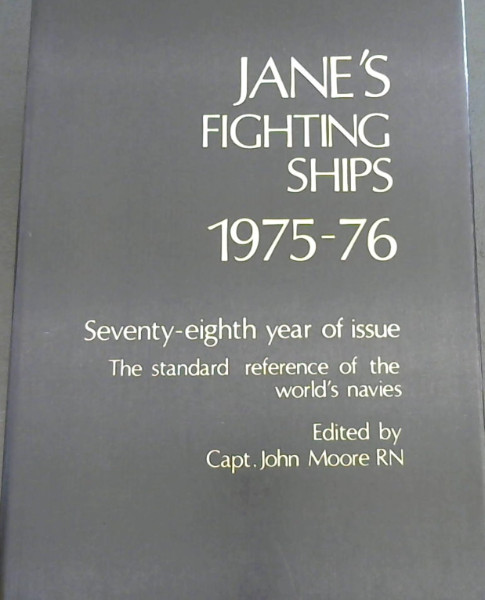 JANE'S
FIGHTING
SHIPS
1975-76
Seventy-eighth year of issue
The standard reference of the
world's navies
Edited by
Capt. John Moore RN